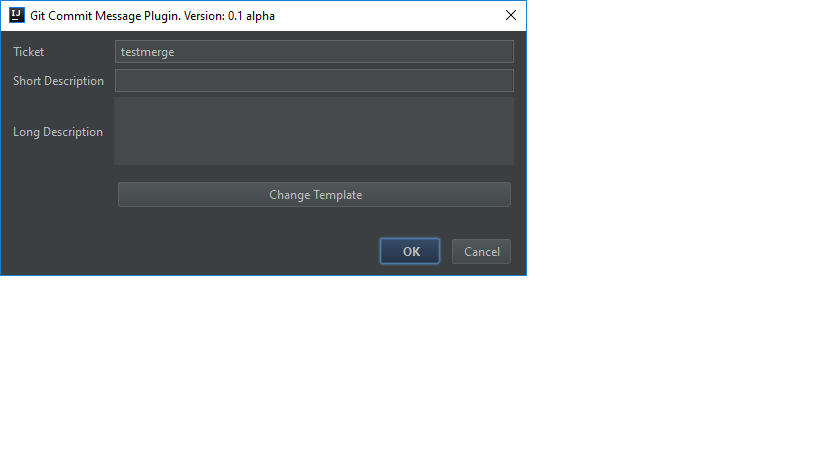 IJ Git Commit Message Plugin. Version: 0.1 alpha
Ticket testmerge
Short Description
Long Description
Change Template
OK Cancel